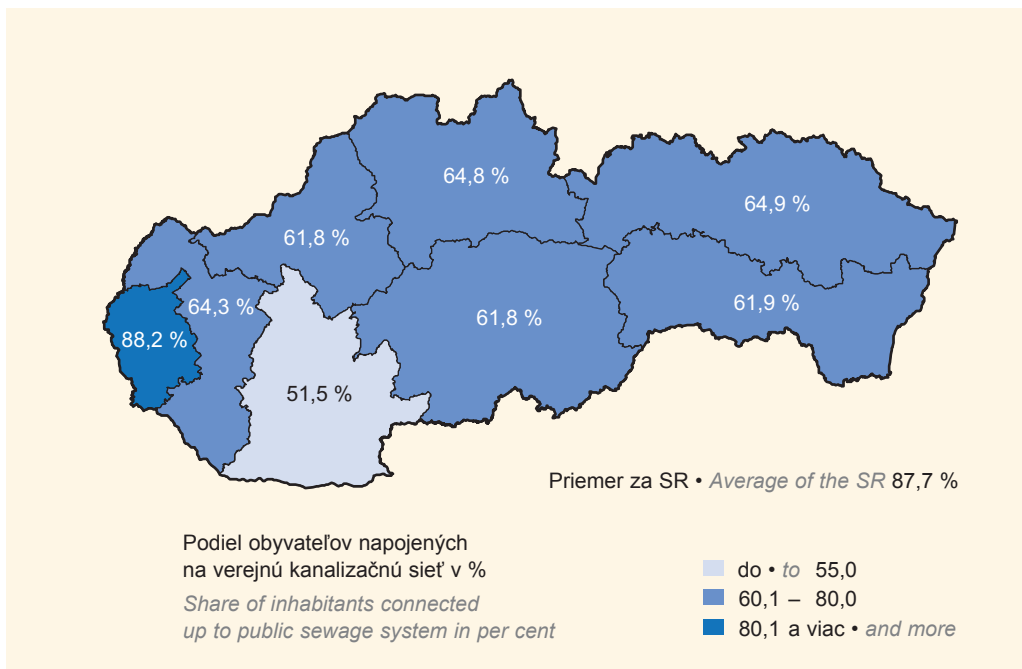 64,8 %
64,9 %
61,8 %
64,3 %
61,9 %
61,8 %
88,2 %
51,5 %
Priemer za SR • Average of the SR 87,7 %
Podiel obyvateľov napojených
na verejnú kanalizačnú sieť v %
Share of inhabitants connected
up to public sewage system in per cent
do • to 55,0
60,1 – 80,0
80,1 a viac • and more